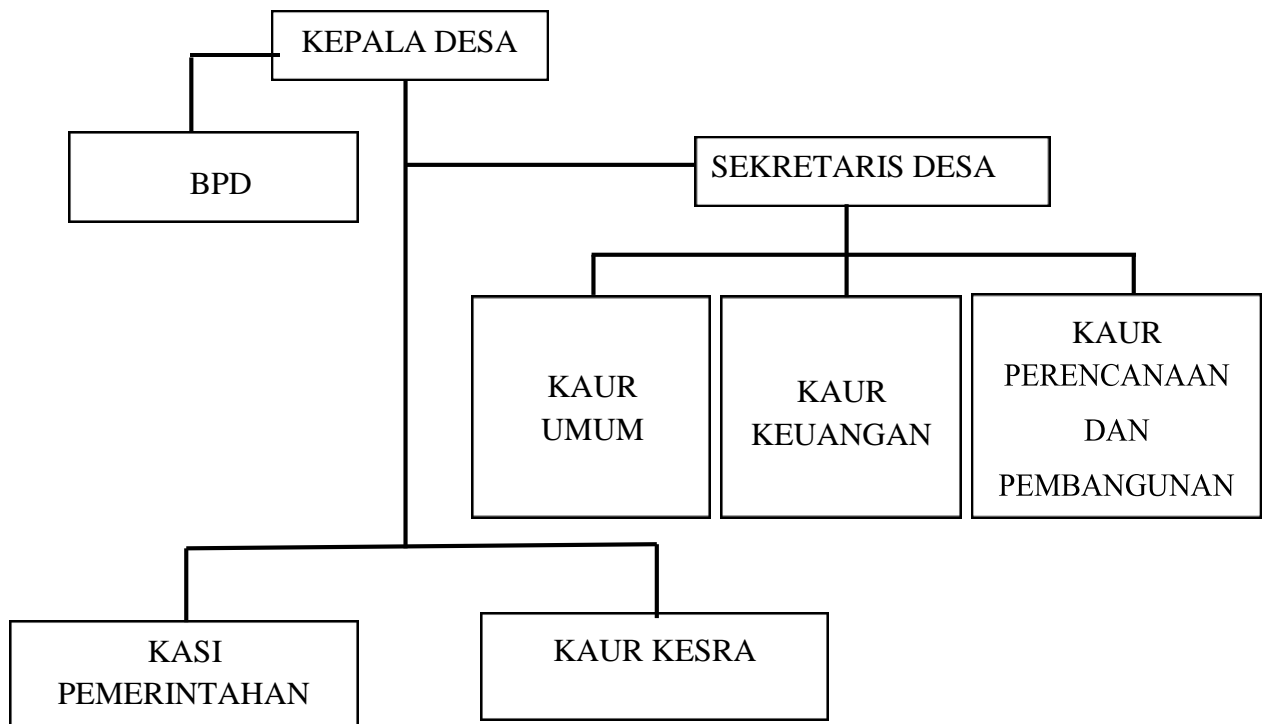 KEPALA DESA
BPD
SEKRETARIS DESA
KAUR
UMUM
KAUR
KEUANGAN
KAUR
PERENCANAAN
DAN
PEMBANGUNAN
KASI
PEMERINTAHAN
KAUR KESRA